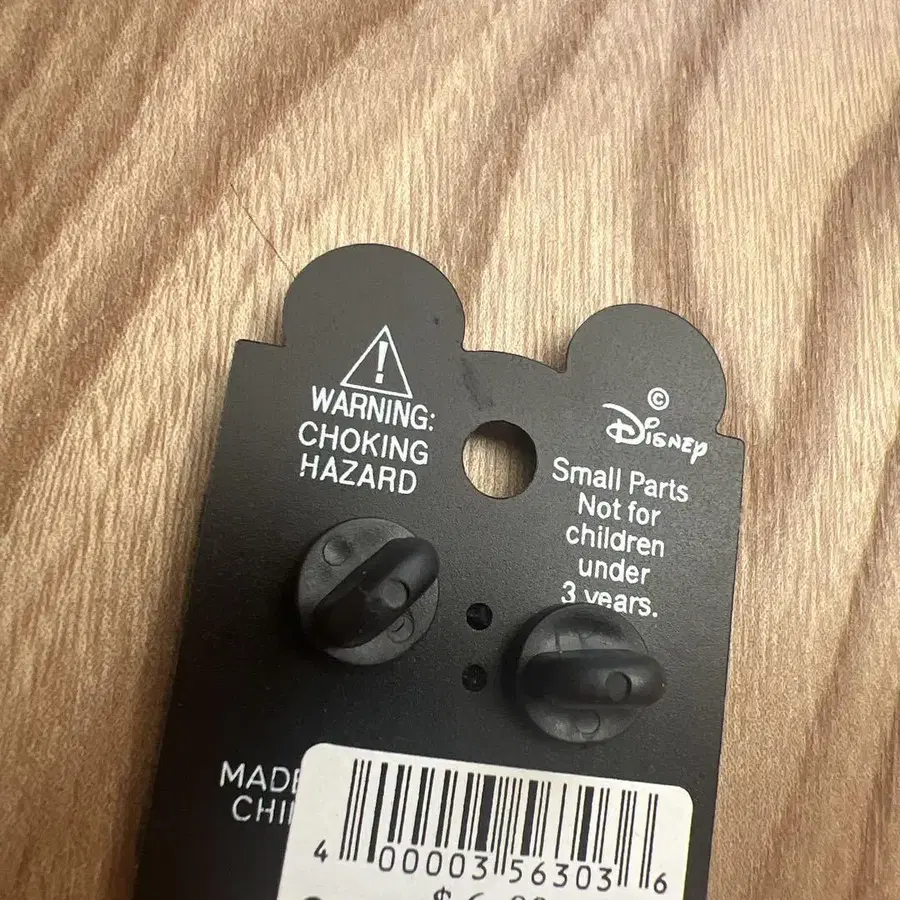 WARNING:
CHOKING
HAZARD
©
Disney
Small Parts
Not for
children
under
3 years.
MADE
CHI
4 00003 56303 6